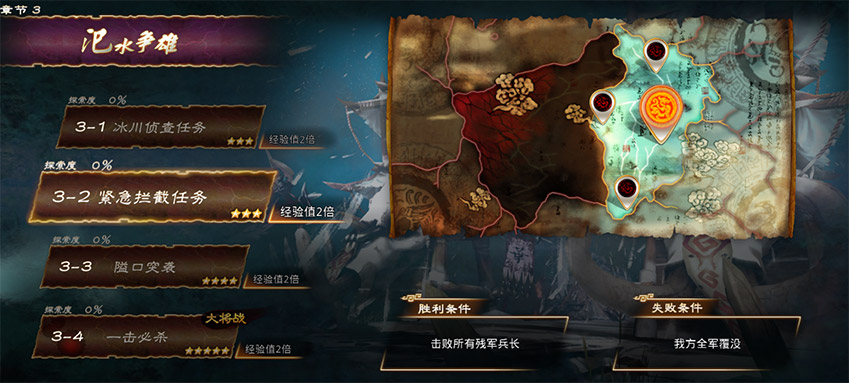 章节 3
汜水争雄
探索度 0%
3-1 冰川侦查任务
经验值2倍
探索度 0%
3-2 紧急拦截任务
经验值2倍
探索度 0%
3-3 隘口突袭
经验值2倍
探索度 0%
大将战
3-4 一击必杀
经验值2倍
胜利条件
击败所有残军兵长
失败条件
我方全军覆没